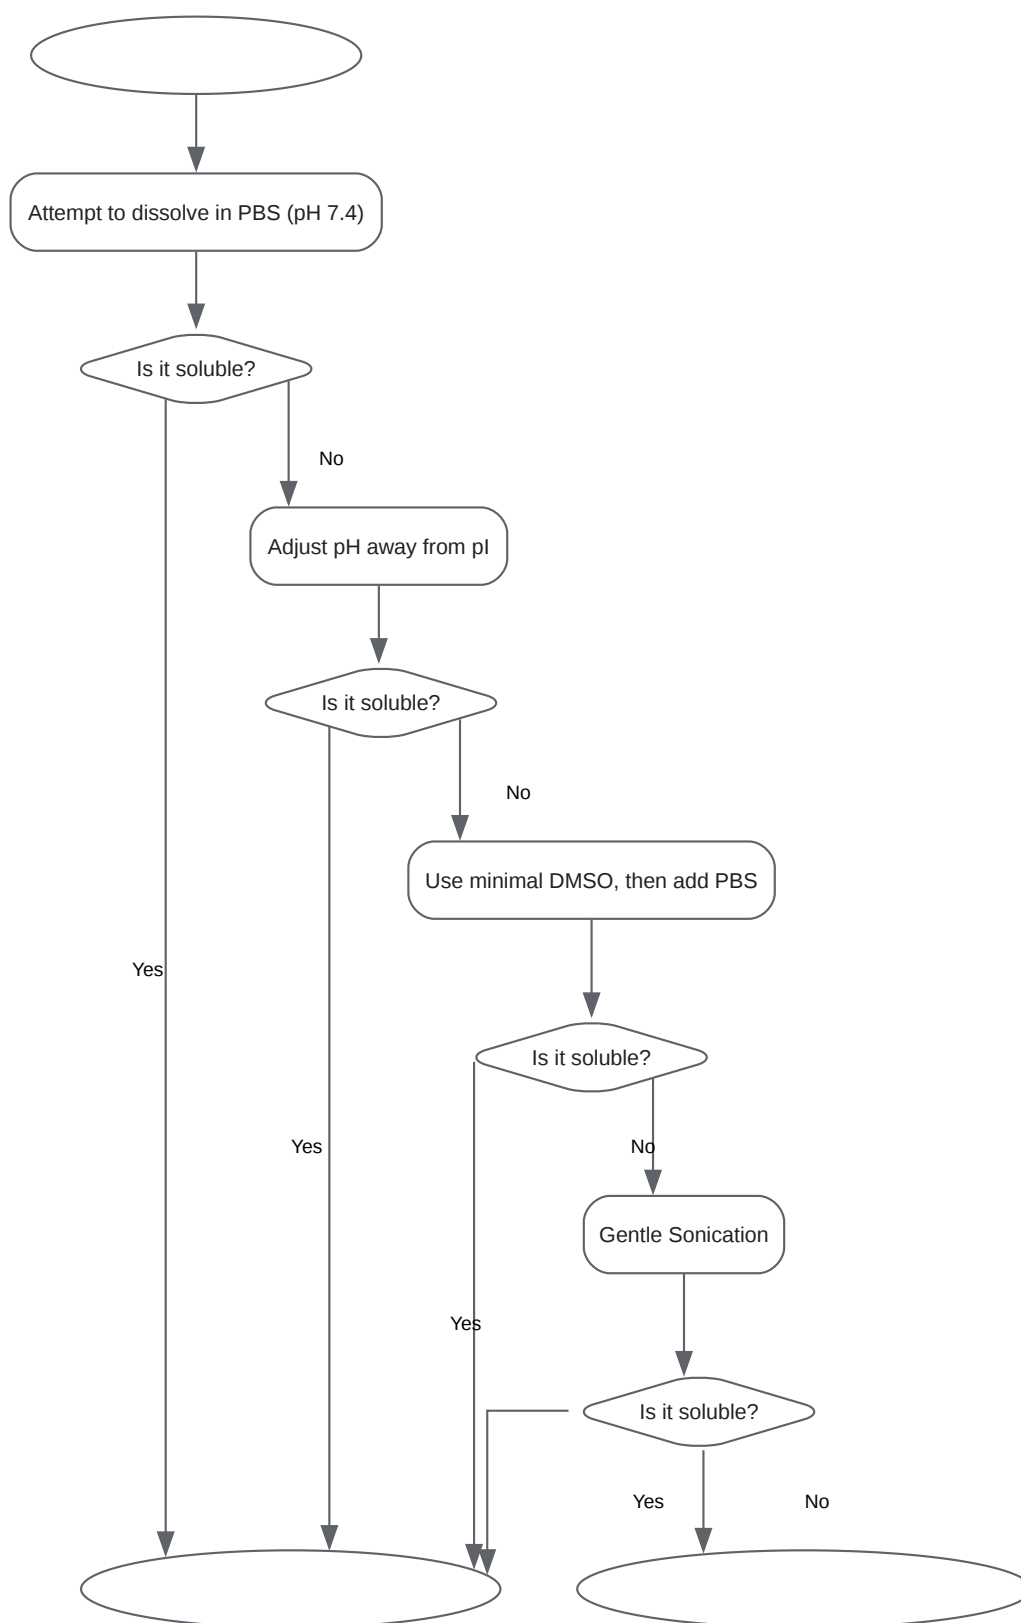 Attempt to dissolve in PBS (pH 7.4)
Is it soluble?
No
Adjust pH away from pI
Is it soluble?
No
Use minimal DMSO, then add PBS
Yes
Is it soluble?
Yes
No
Gentle Sonication
Yes
Is it soluble?
Yes
No